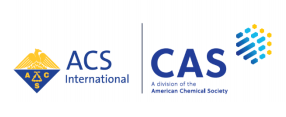 ACS
International
A C S
CAS
A division of the
American Chemical Society